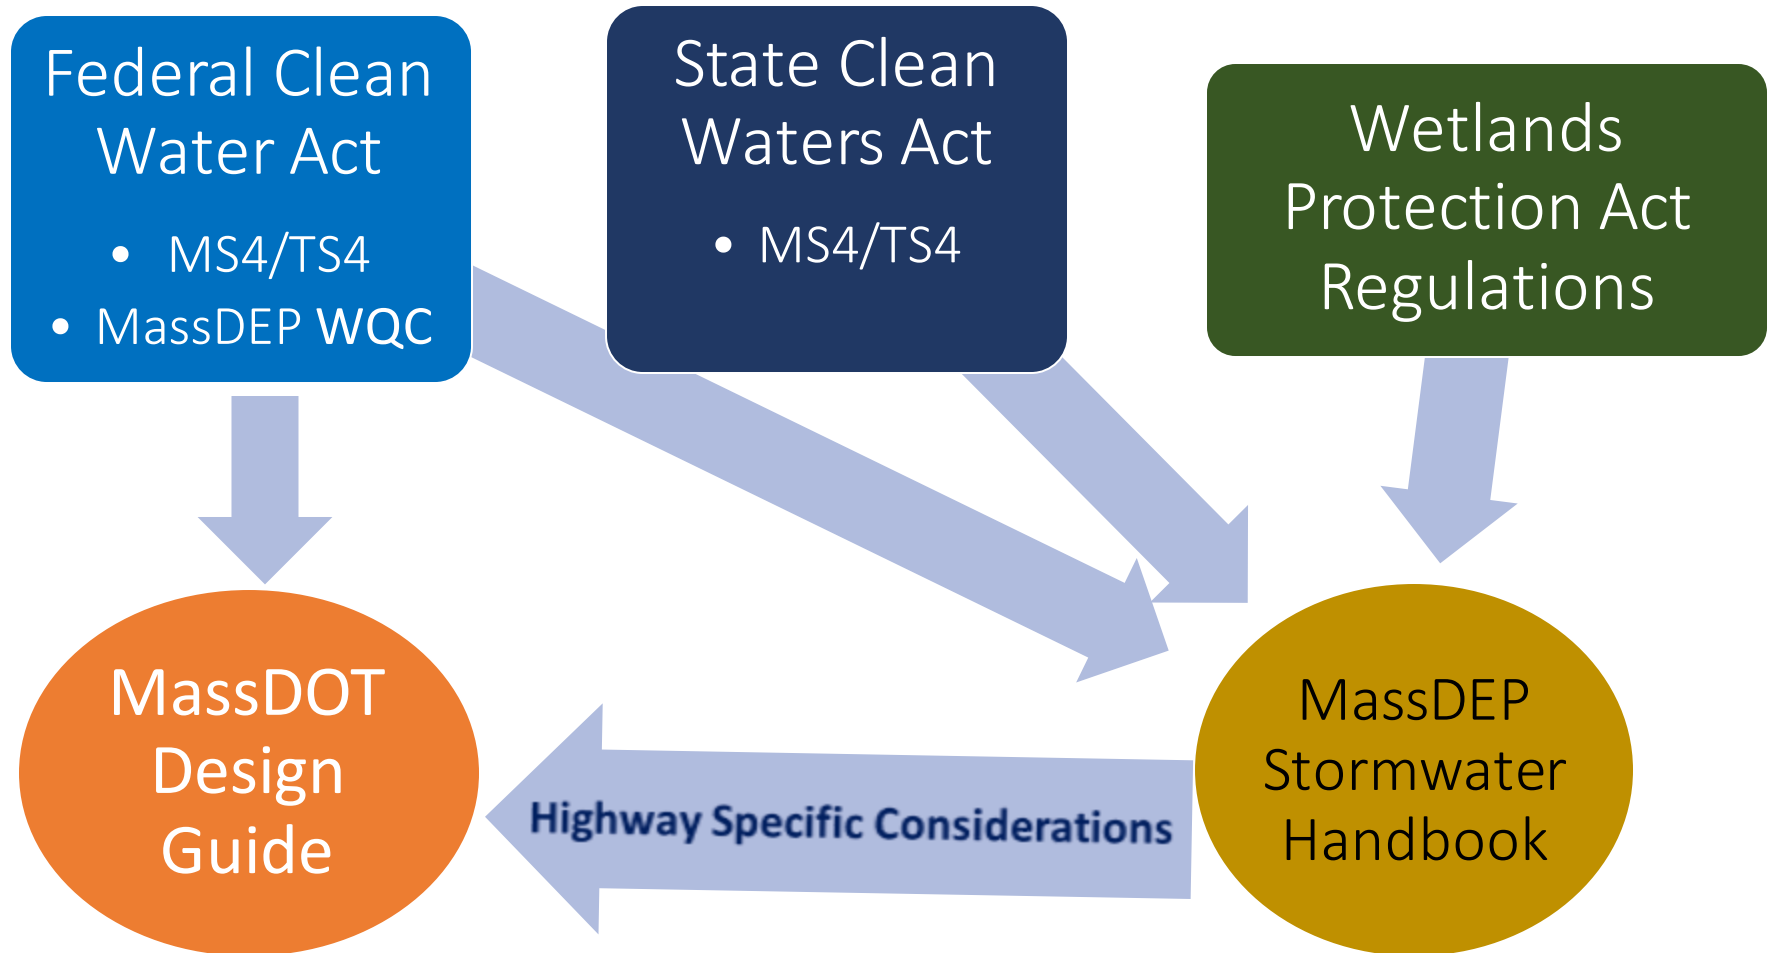 Federal Clean
Water Act
• MS4/TS4
• MassDEP WQC
State Clean
Waters Act
• MS4/TS4
Wetlands
Protection Act
Regulations
MassDOT
Design
Guide
Highway Specific Considerations
MassDEP
Stormwater
Handbook